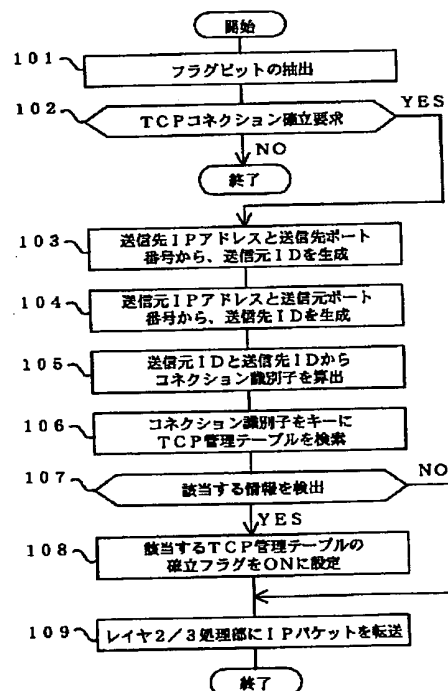 開始
101
フラグビットの抽出
102
TCPコネクション確立要求
YES
NO
終了
103
送信先IPアドレスと送信先ポート
番号から、送信元IDを生成
104
送信元IPアドレスと送信元ポート
番号から、送信先IDを生成
105
送信元IDと送信先IDから
コネクション識別子を算出
106
コネクション識別子をキーに
TCP管理テーブルを検索
107
該当する情報を検出
NO
YES
108
該当するTCP管理テーブルの
確立フラグをONに設定
109
レイヤ2/3処理部にIPパケットを転送
終了